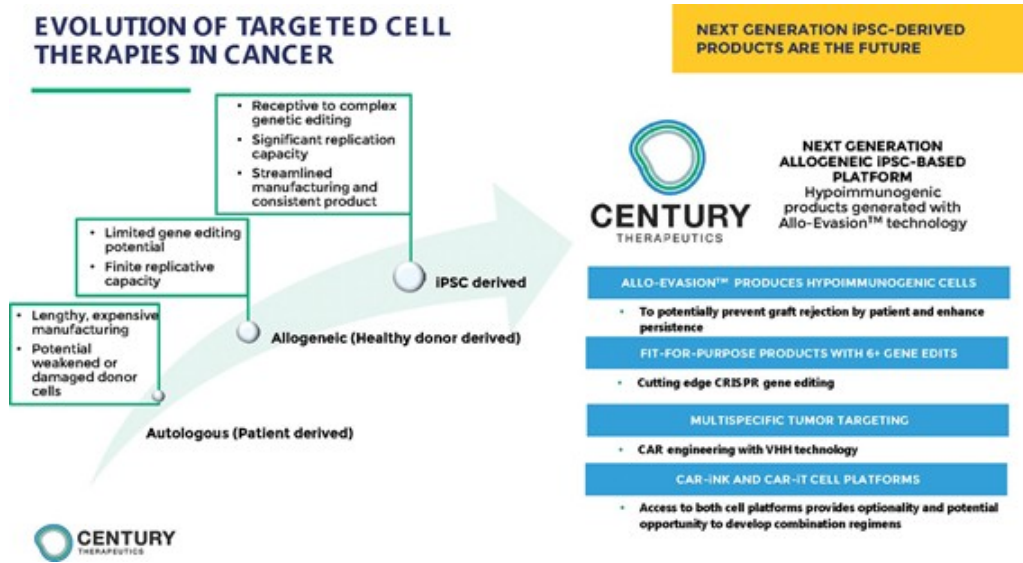 EVOLUTION OF TARGETED CELL
THERAPIES IN CANCER
NEXT GENERATION iPSC-DERIVED
PRODUCTS ARE THE FUTURE
• Receptive to complex
genetic editing
• Significant replication
capacity
• Streamlined
manufacturing and
consistent product
• Limited gene editing
potential
• Finite replicative
capacity
• Lengthy, expensive
manufacturing
• Potential
weakened or
damaged donor
cells
iPSC derived
Allogeneic (Healthy donor derived)
Autologous (Patient derived)
CENTURY
THERAPEUTICS
CENTURY
THERAPEUTICS
NEXT GENERATION
ALLOGENEIC iPSC-BASED
PLATFORM
Hypoimmunogenic
products generated with
Allo-Evasion™ technology
ALLO-EVASION™ PRODUCES HYPOIMMUNOGENIC CELLS
• To potentially prevent graft rejection by patient and enhance
persistence
FIT-FOR-PURPOSE PRODUCTS WITH 6+ GENE EDITS
• Cutting edge CRISPR gene editing
MULTISPECIFIC TUMOR TARGETING
• CAR engineering with VHH technology
CAR-iNK AND CAR-iT CELL PLATFORMS
• Access to both cell platforms provides optionality and potential
opportunity to develop combination regimens